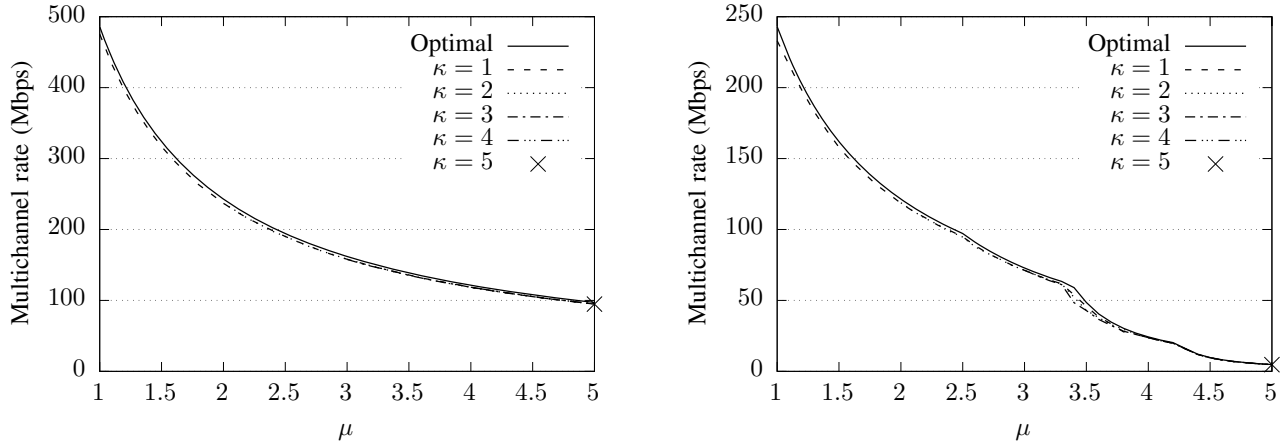 500
400
300
200
100
0
1 1.5 2 2.5 3 3.5 4 4.5 5
Multichannel rate (Mbps)
μ
Optimal
κ = 1
κ = 2
κ = 3
κ = 4
κ = 5
250
200
150
100
50
0
1 1.5 2 2.5 3 3.5 4 4.5 5
Multichannel rate (Mbps)
μ
Optimal
κ = 1
κ = 2
κ = 3
κ = 4
κ = 5